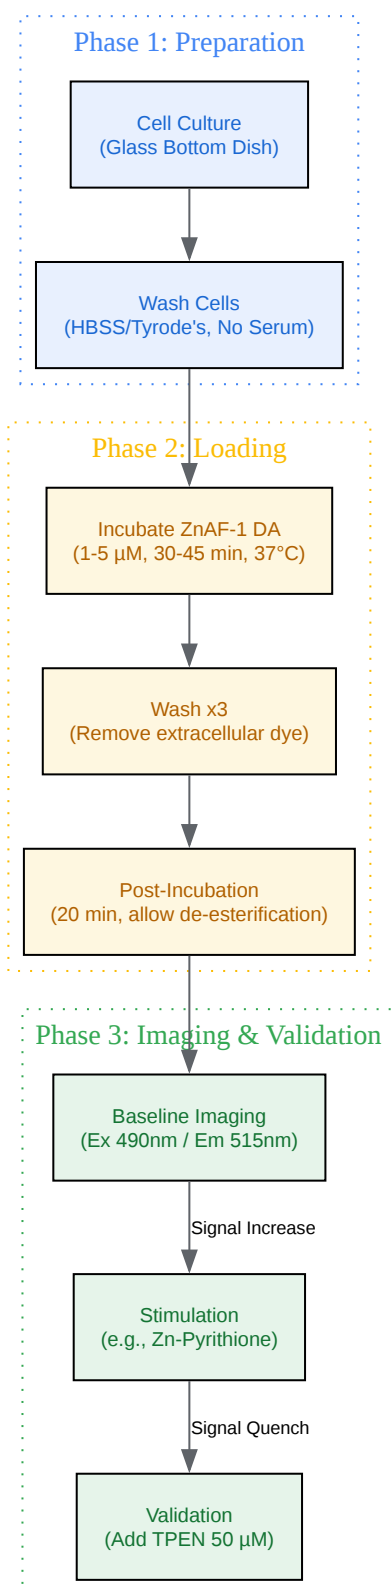 Phase 1: Preparation
Cell Culture
(Glass Bottom Dish)
Wash Cells
(HBSS/Tyrode's, No Serum)
Phase 2: Loading
Incubate ZnAF-1 DA
(1-5 µM, 30-45 min, 37°C)
Wash x3
(Remove extracellular dye)
Post-Incubation
(20 min, allow de-esterification)
Phase 3: Imaging & Validation
Baseline Imaging
(Ex 490nm / Em 515nm)
Signal Increase
Stimulation
(e.g., Zn-Pyrithione)
Signal Quench
Validation
(Add TPEN 50 µM)